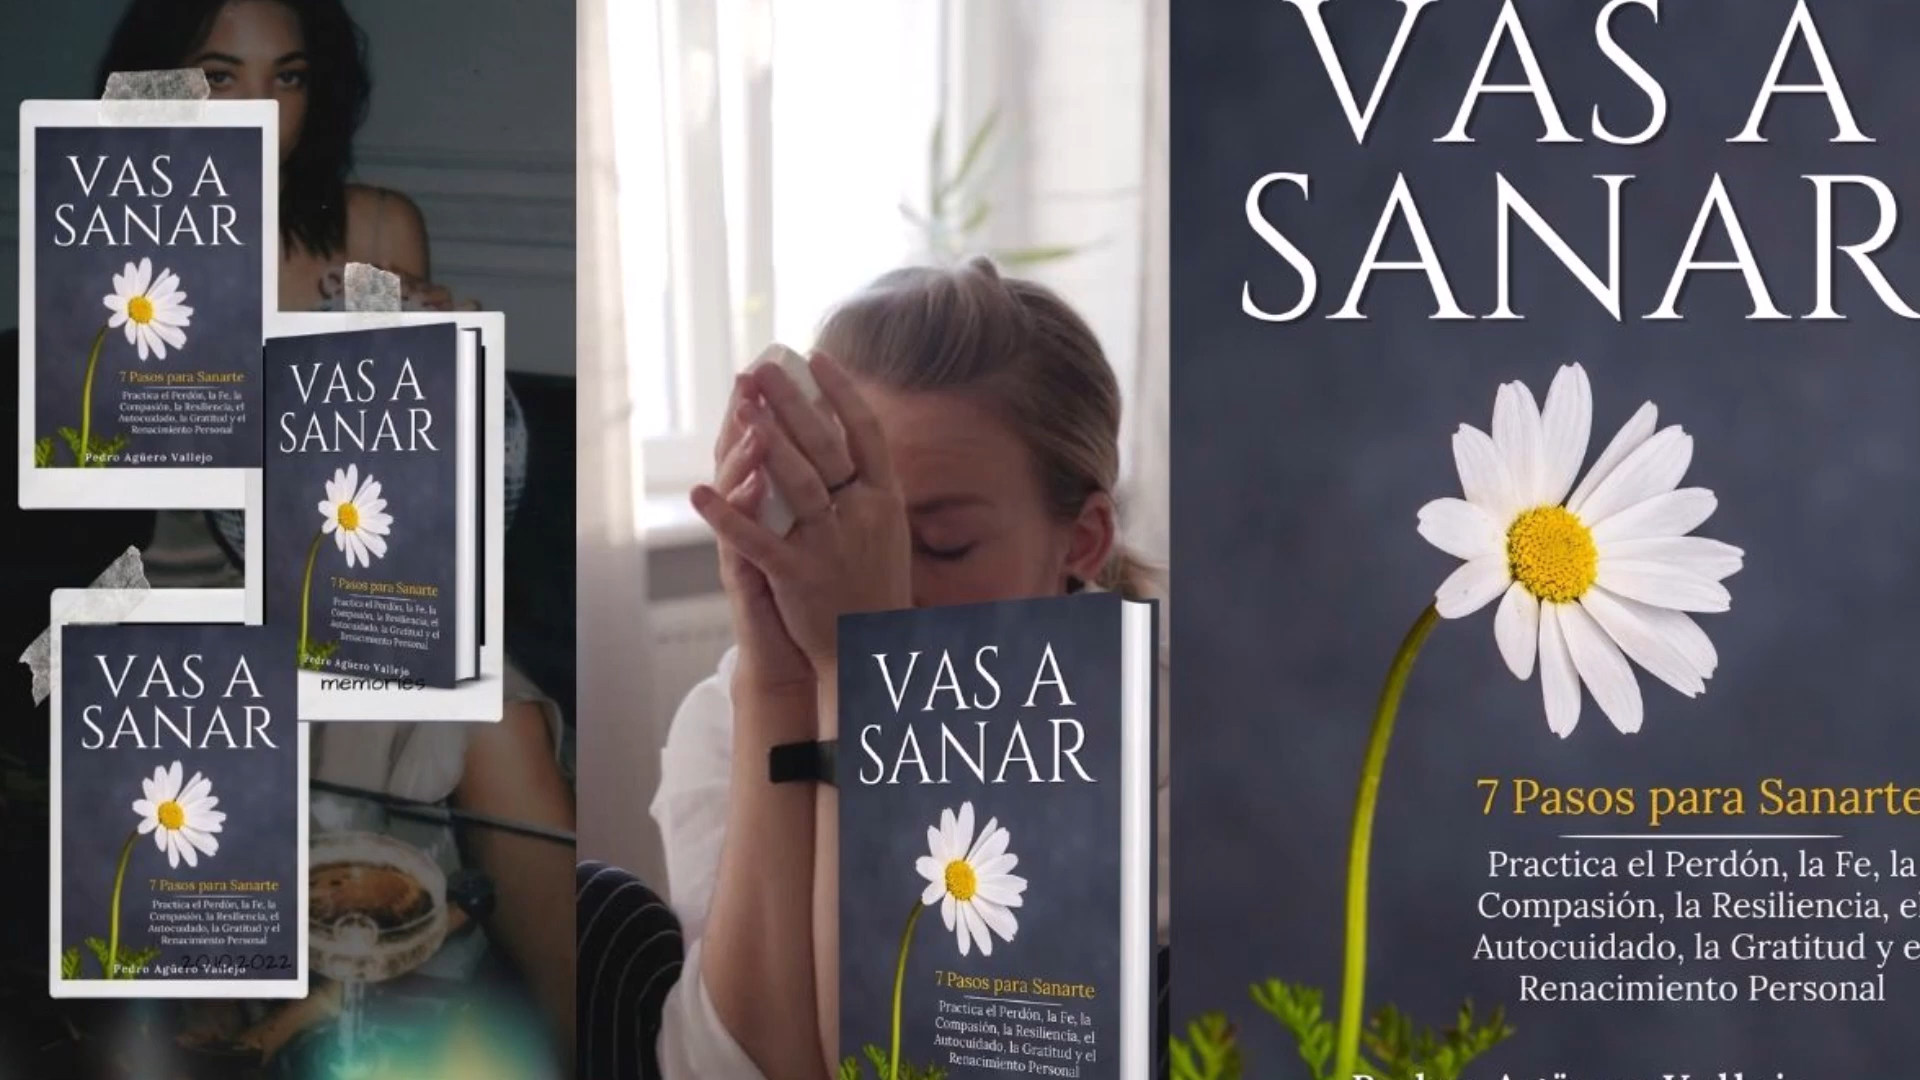 VAS A
SANAR
7 Pasos para Sanarte
Practica el Perdón, la Fe, la
Compasión, la Resiliencia, el
Autocuidado, la Gratitud y el
Renacimiento Personal
Pedro Agüero Vallejo
VAS A
SANAR
7 Pasos para Sanarte
Practica el Perdón, la Fe, la
Compasión, la Resiliencia, el
Autocuidado, la Gratitud y el
Renacimiento Personal
Pedro Agüero Vallejo
memories
VAS A
SANAR
7 Pasos para Sanarte
Practica el Perdón, la Fe, la
Compasión, la Resiliencia, el
Autocuidado, la Gratitud y el
Renacimiento Personal
20.10.2022
Pedro Agüero Vallejo
VAS A
SANAR
7 Pasos para Sanarte
Practica el Perdón, la Fe, la
Compasión, la Resiliencia, el
Autocuidado, la Gratitud y el
Renacimiento Personal
VAS A
SANAR
7 Pasos para Sanarte
Practica el Perdón, la Fe, la
Compasión, la Resiliencia, e
Autocuidado, la Gratitud y e
Renacimiento Personal